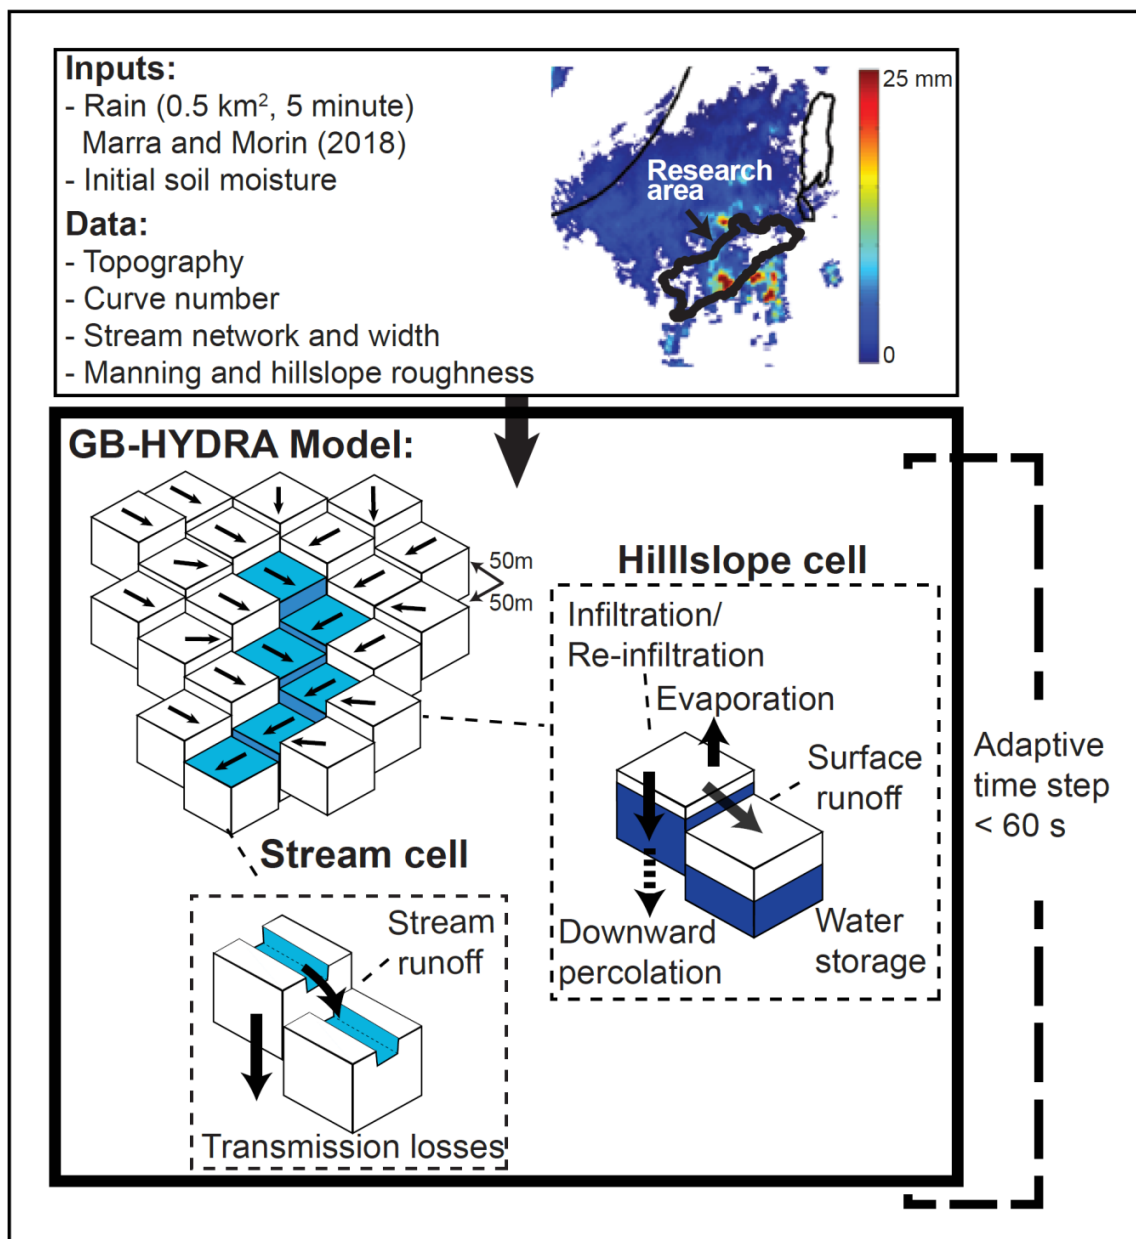 Inputs:
- Rain (0.5 km², 5 minute)
Marra and Morin (2018)
- Initial soil moisture
Data:
- Topography
- Curve number
- Stream network and width
- Manning and hillslope roughness
Research
area
25 mm
0
GB-HYDRA Model:
50m
50m
Hilllslope cell
Infiltration/
Re-infiltration
Evaporation
Surface
runoff
Downward
percolation
Water
storage
Stream cell
Stream
runoff
Transmission losses
Adaptive
time step
< 60 s